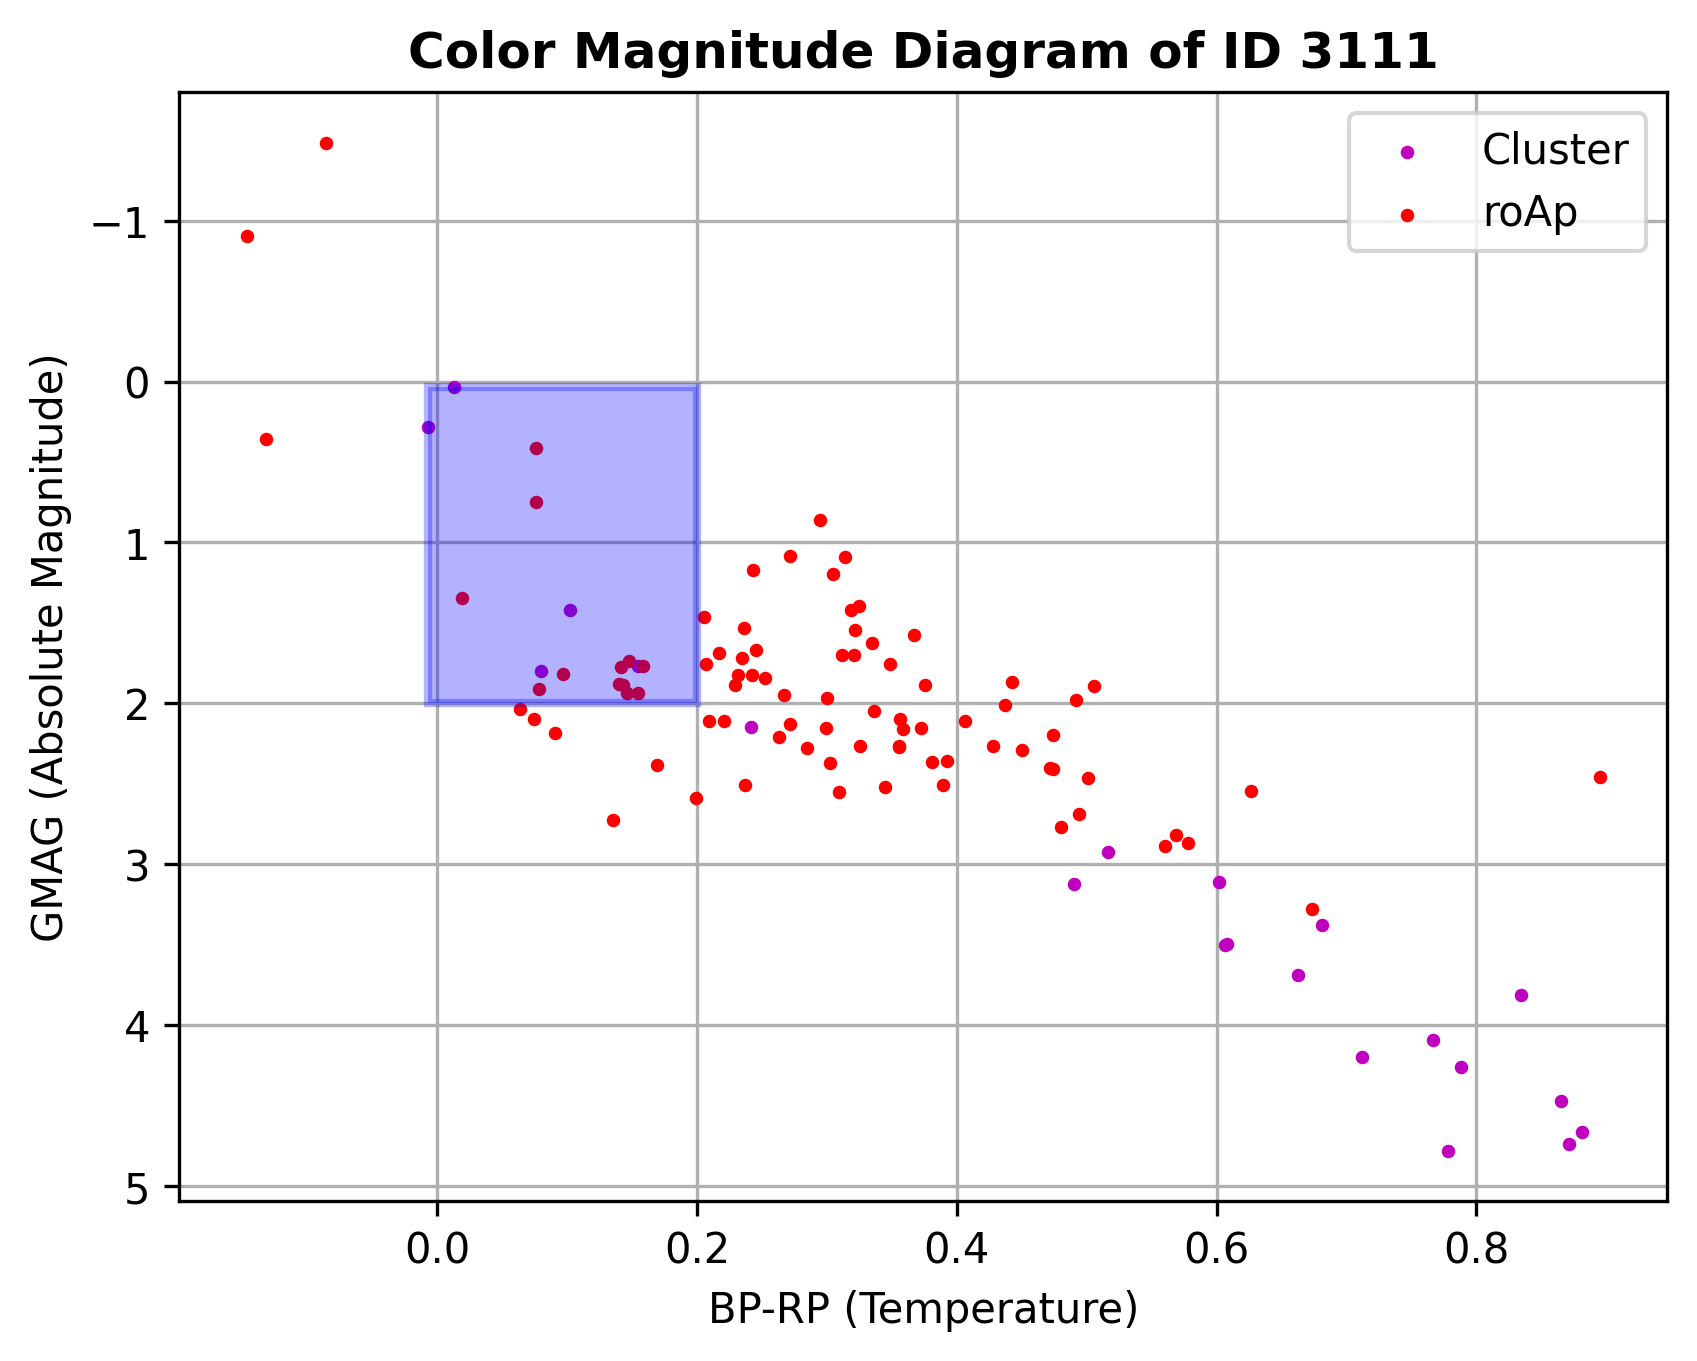 Color Magnitude Diagram of ID 3111
Cluster
roAp
−1
0
1
2
3
4
5
GMAG (Absolute Magnitude)
0.0 0.2 0.4 0.6 0.8
BP-RP (Temperature)